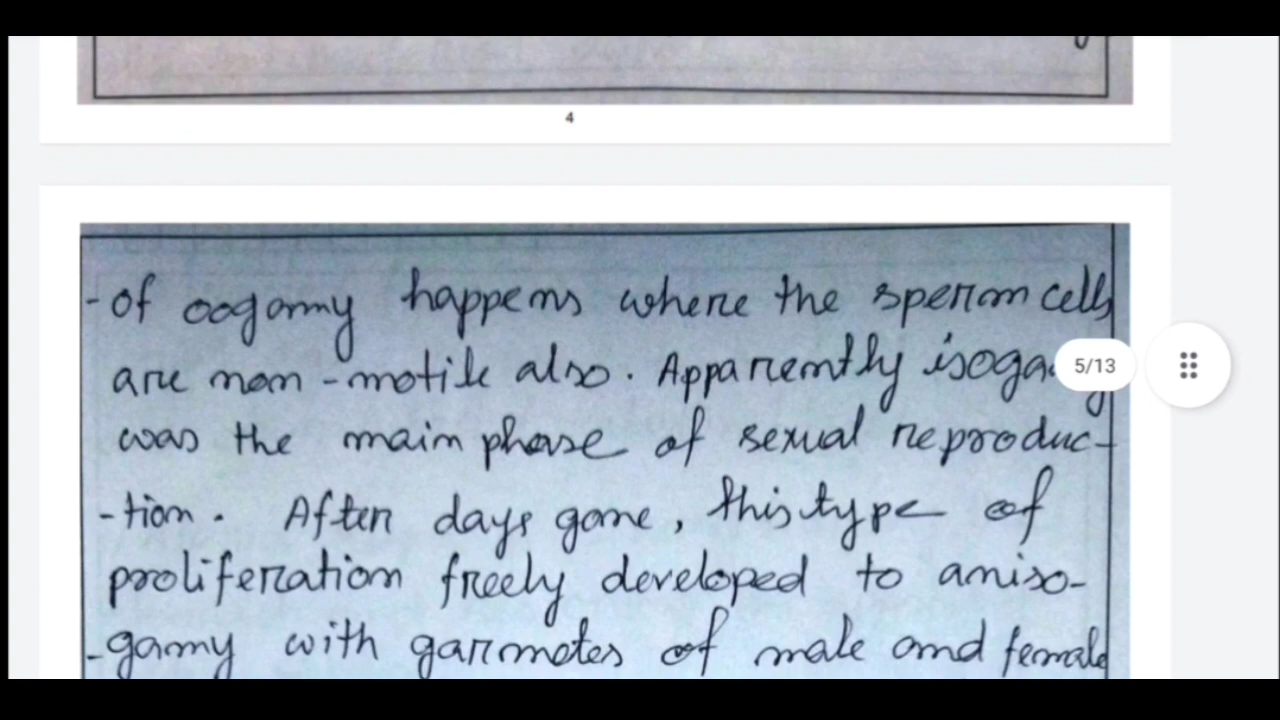 4
-of oogamy happens where the sperm cells
are non-motile also. Apparently
5/13
was the main phase of sexual reproduc-
-tion. After days gone, this type of
proliferation freely developed to aniso-
-gamy with garmetes of male and female